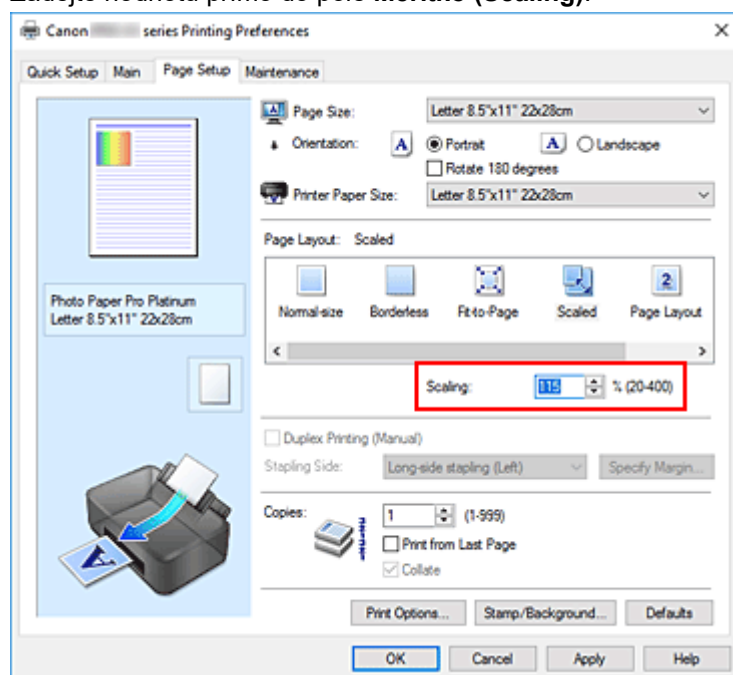 Zadejte hodnotu přímo do pole Měřítko (Scaling).
Canon series Printing Preferences
Quick Setup Main Page Setup Maintenance
Page Size: Letter 8.5"x11" 22x28cm
Orientation: A Portrait A Landscape
Rotate 180 degrees
Printer Paper Size: Letter 8.5"x11" 22x28cm
Page Layout: Scaled
2
Normal-size Borderless Fit-to-Page Scaled Page Layout
Photo Paper Pro Platinum
Letter 8.5"x11" 22x28cm
Scaling: 115 % (20-400)
Duplex Printing (Manual)
Stapling Side: Long-side stapling (Left) Specify Margin...
Copies: 1 (1-999)
Print from Last Page
Collate
A
Print Options... Stamp/Background... Defaults
OK Cancel Apply Help